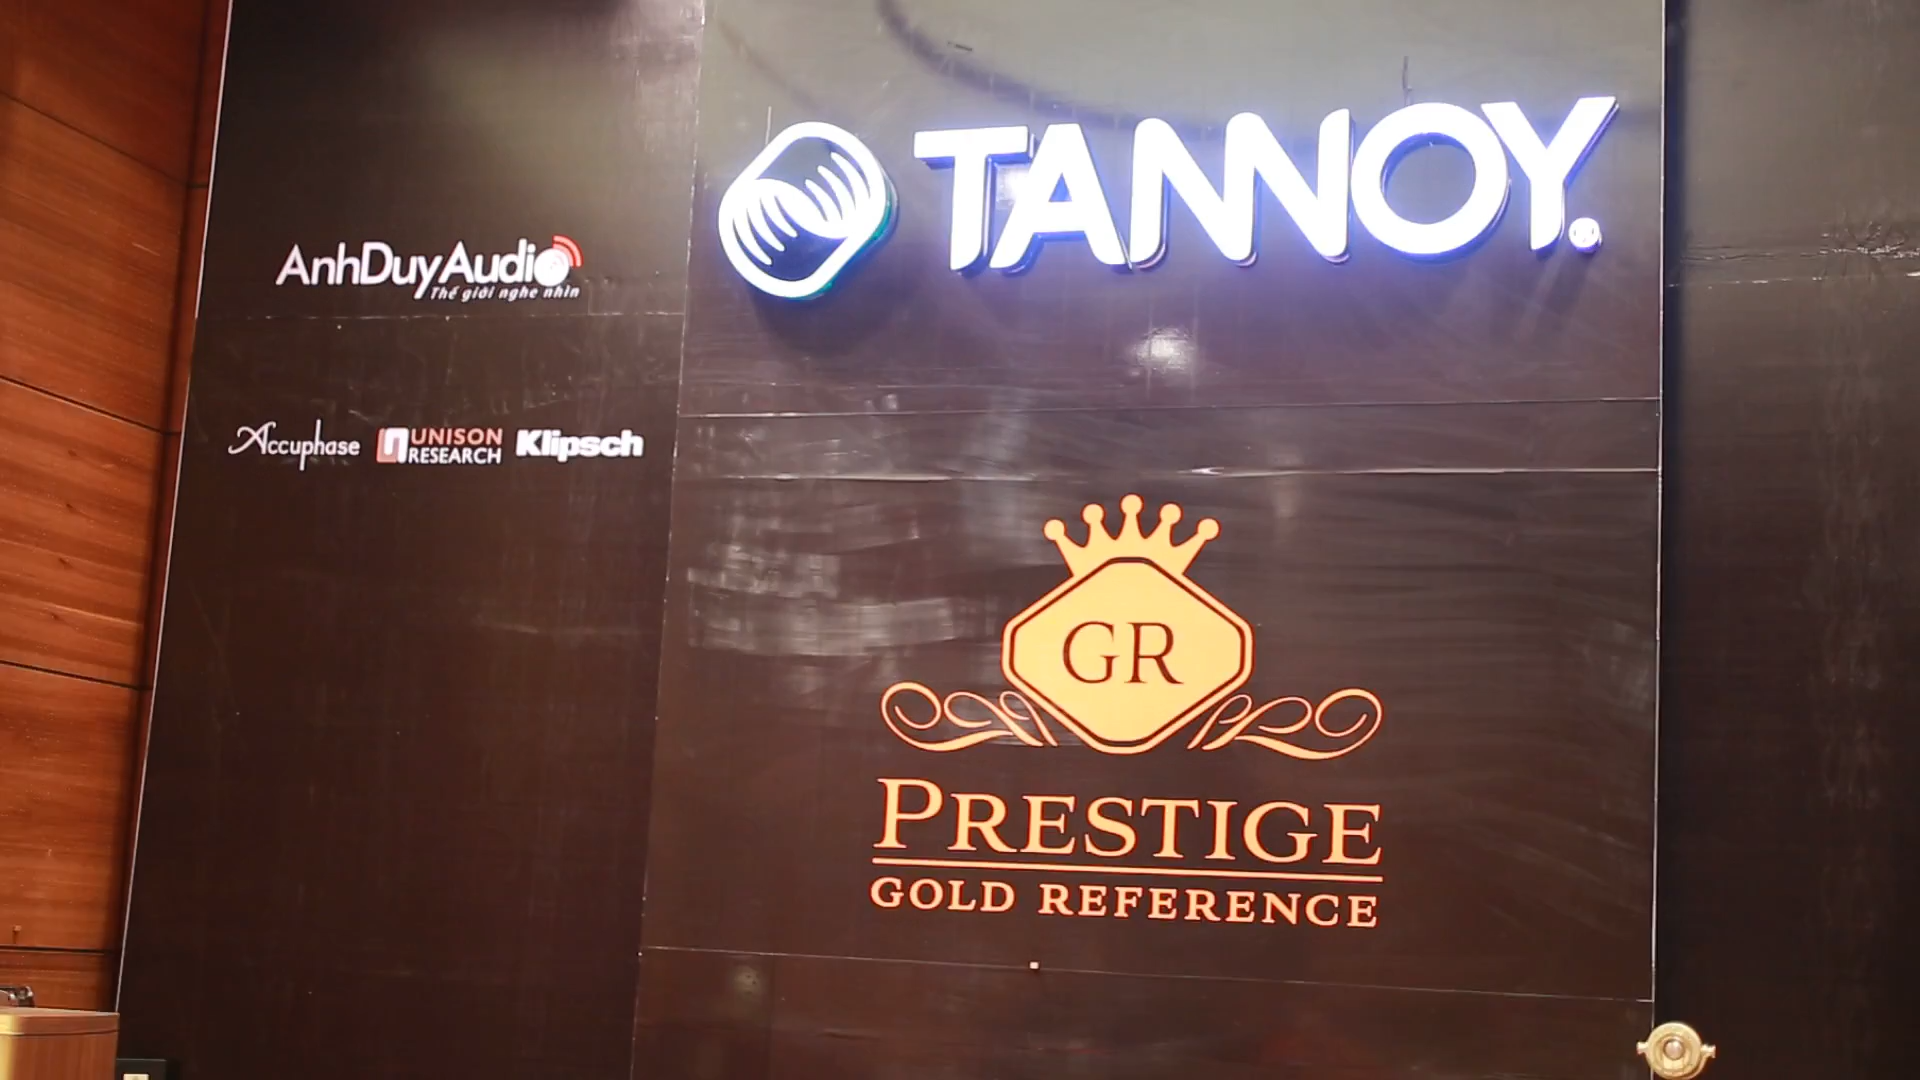 TANNOY®
AnhDuyAudio
Thế giới nghe nhìn
Accuphase
UNISON
RESEARCH
Klipsch
GR
PRESTIGE
GOLD REFERENCE